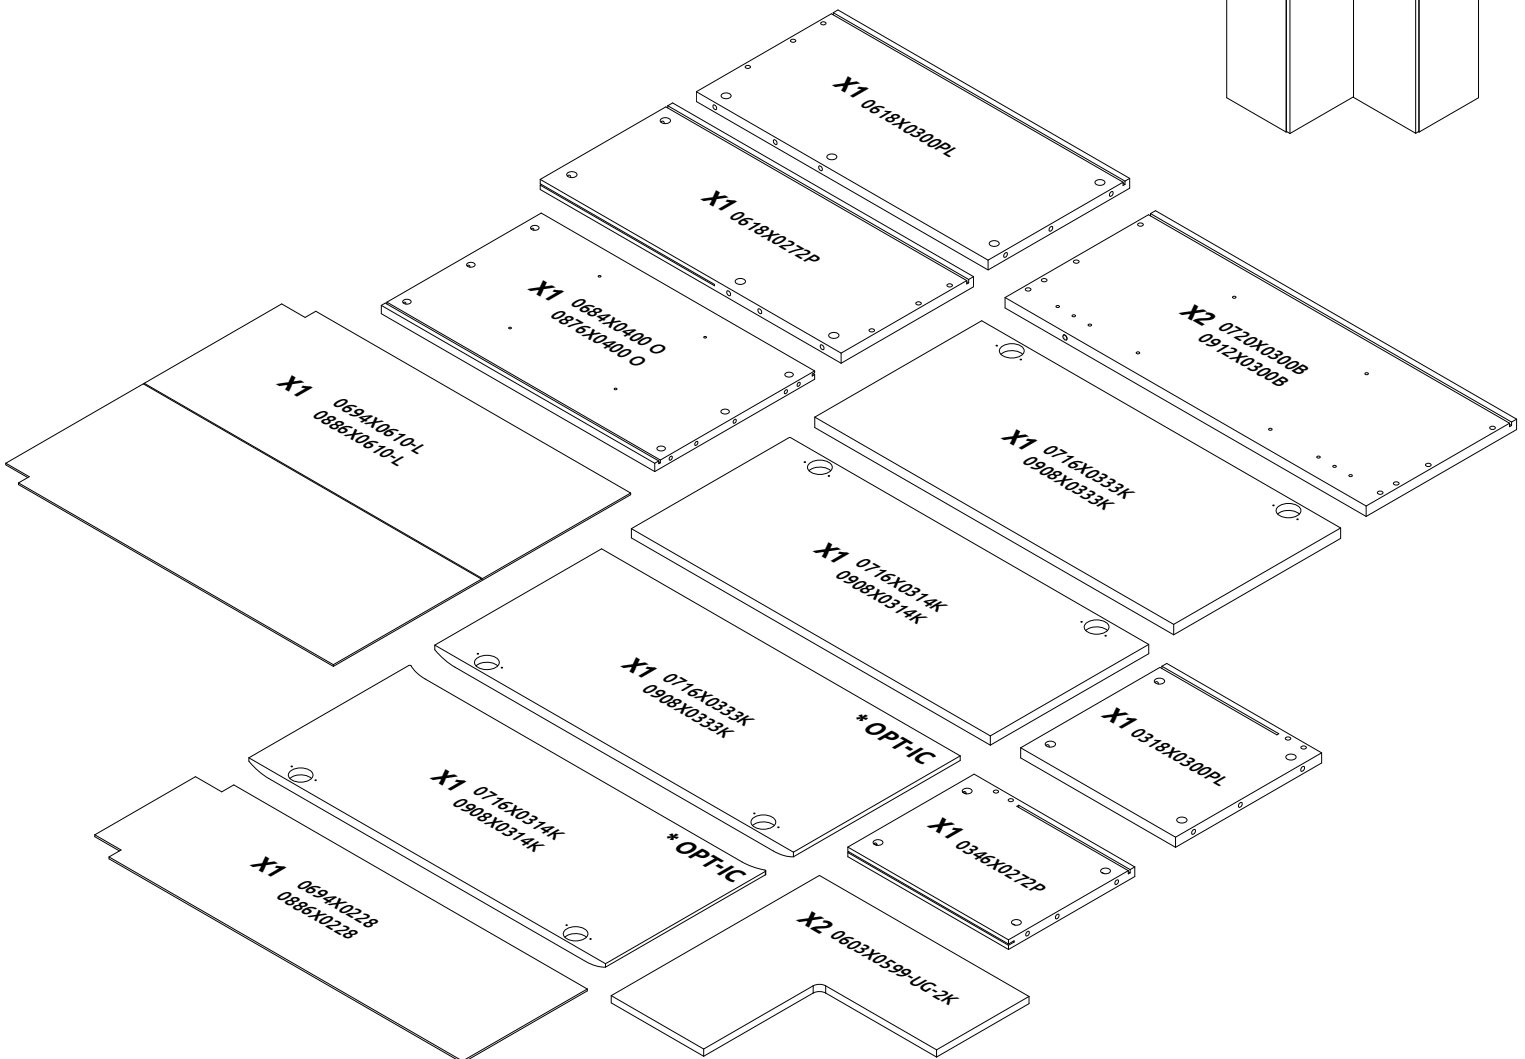 X1 0618X0300PL
X1 0618X0272P
X1 0684X0400 O
0876X0400 O
X2 0720X0300B
0912X0300B
X1 0694X0610-L
0886X0610-L
X1 0716X0333K
0908X0333K
X1 0716X0314K
0908X0314K
X1 0716X0333K
0908X0333K
* OPT-IC
X1 0318X0300PL
X1 0716X0314K
0908X0314K
* OPT-IC
X1 0346X0272P
X1 0694X0228
0886X0228
X2 0603X0599-UG-2K